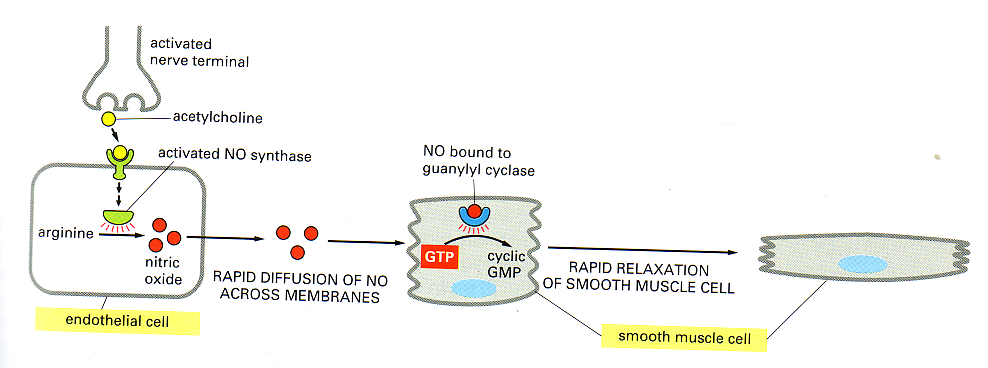 activated
nerve terminal
acetylcholine
activated NO synthase
arginine
nitric
oxide
endothelial cell
RAPID DIFFUSION OF NO
ACROSS MEMBRANES
NO bound to
guanylyl cyclase
GTP
cyclic
GMP
RAPID RELAXATION
OF SMOOTH MUSCLE CELL
smooth muscle cell